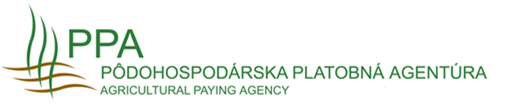 PPA
PÔDOHOSPODÁRSKA PLATOBNÁ AGENTÚRA
AGRICULTURAL PAYING AGENCY